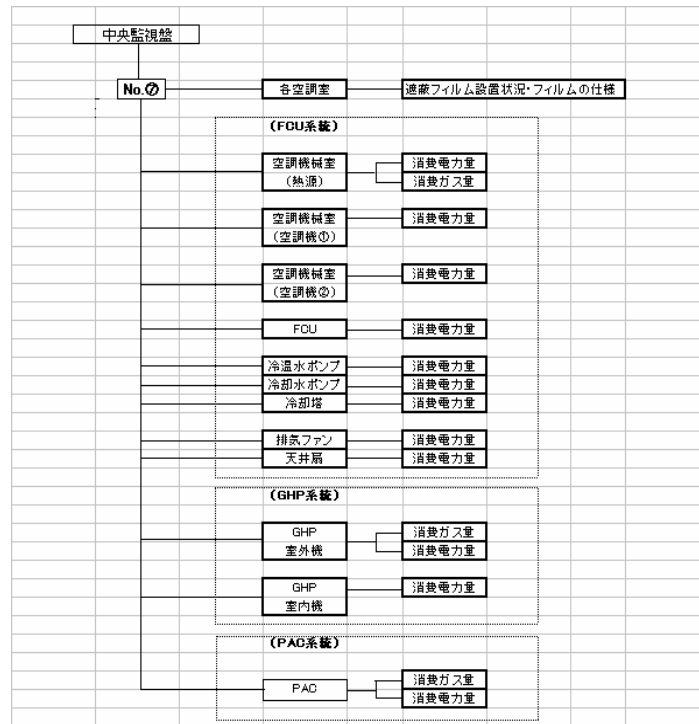 中央監視盤
No.⑦
各空調室
遮蔽フィルム設置状況・フィルムの仕様
（FCU系統）
空調機械室
（熱源）
消費電力量
消費ガス量
空調機械室
（空調機①）
消費電力量
空調機械室
（空調機②）
消費電力量
FCU
消費電力量
冷温水ポンプ
消費電力量
冷却水ポンプ
消費電力量
冷却塔
消費電力量
排気ファン
消費電力量
天井扇
消費電力量
（GHP系統）
GHP
室外機
消費ガス量
消費電力量
GHP
室内機
消費電力量
（PAC系統）
PAC
消費ガス量
消費電力量